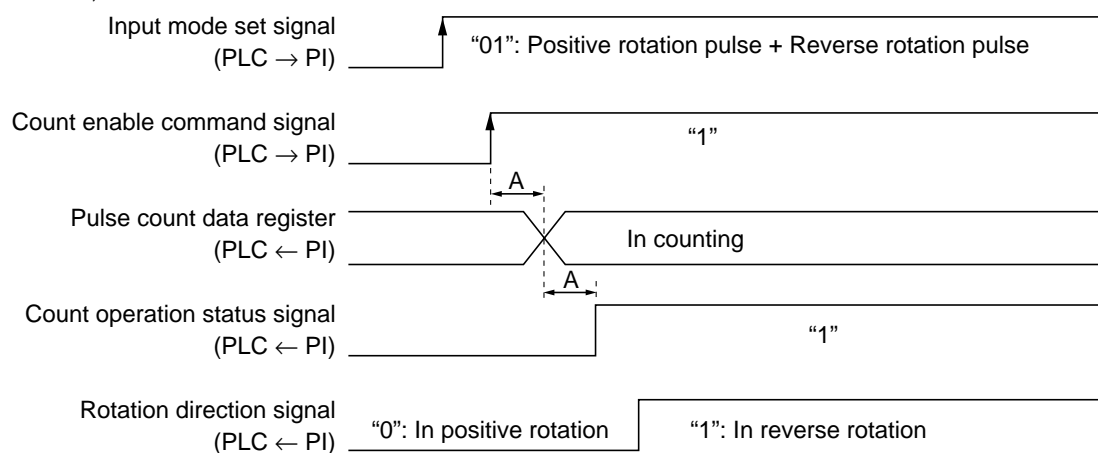 Input mode set signal
(PLC → PI)
“01”: Positive rotation pulse + Reverse rotation pulse
Count enable command signal
(PLC → PI)
“1”
A
Pulse count data register
(PLC ← PI)
In counting
A
Count operation status signal
(PLC ← PI)
“1”
Rotation direction signal
(PLC ← PI)
“0”: In positive rotation
“1”: In reverse rotation